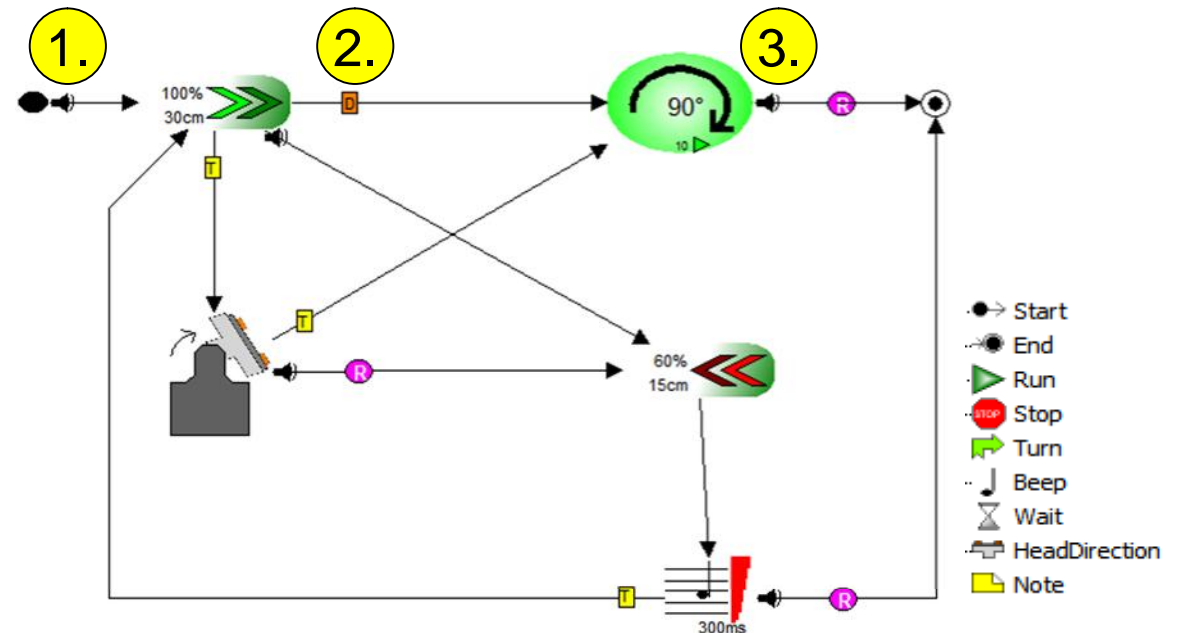 1.
2.
3.
100%
30cm
D
90°
10
R
T
T
R
60%
15cm
T
R
300ms
Start
End
Run
STOP
Stop
Turn
Beep
Wait
HeadDirection
Note